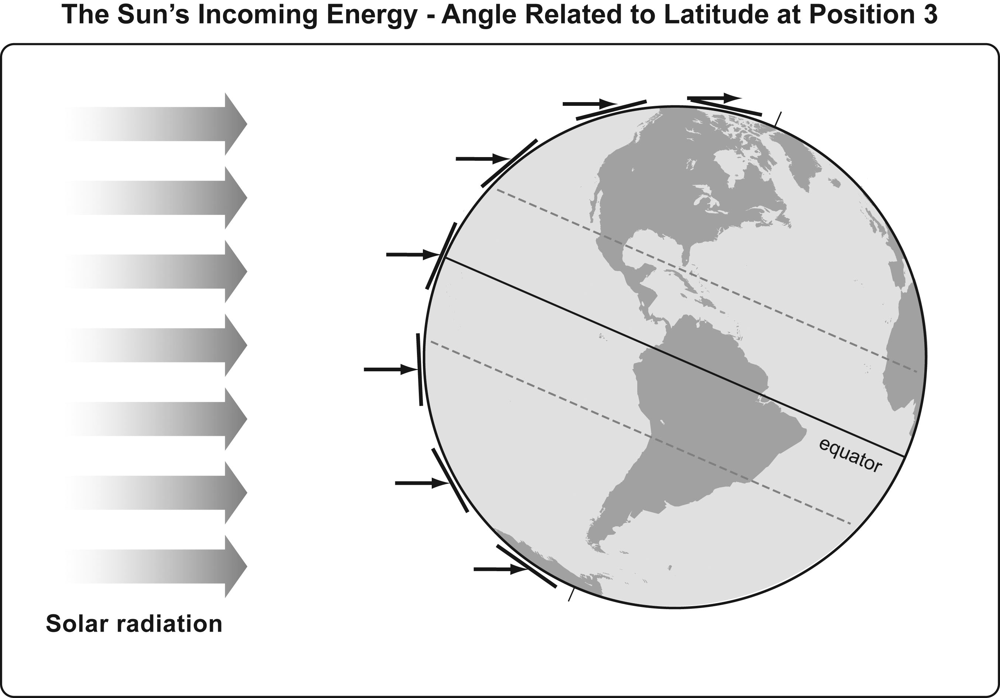 The Sun’s Incoming Energy - Angle Related to Latitude at Position 3
equator
Solar radiation